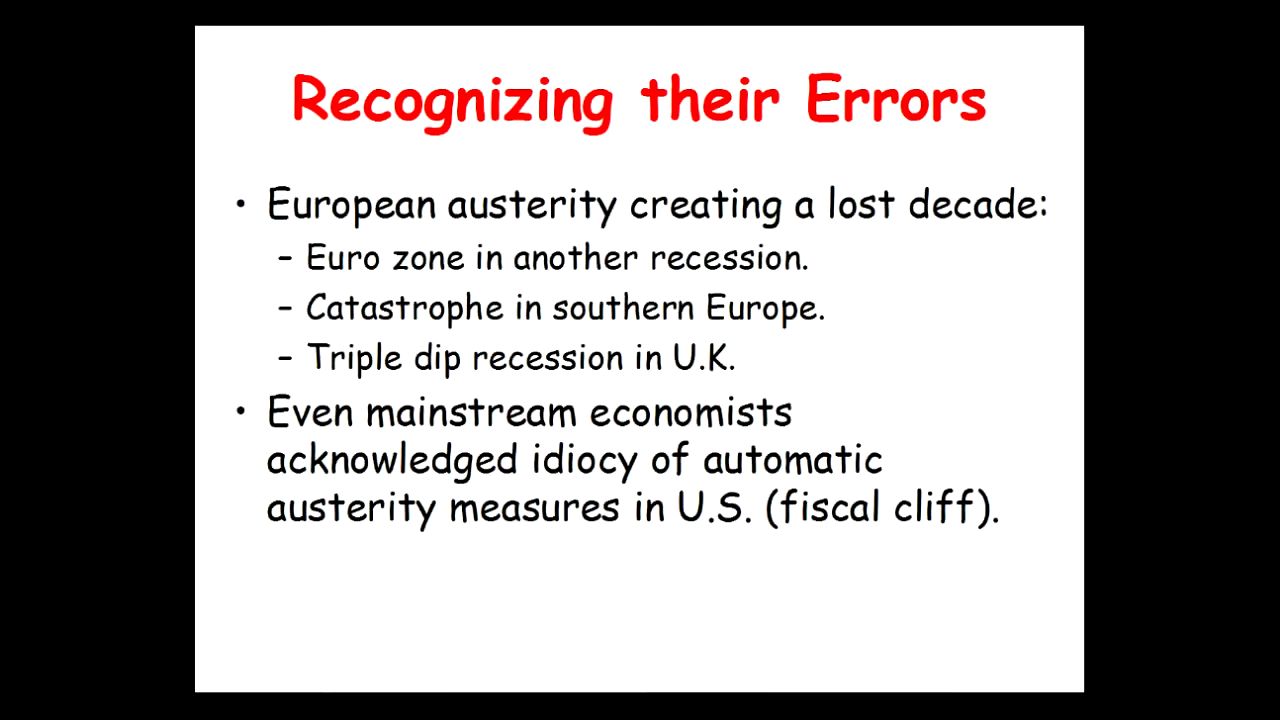 Recognizing their Errors
• European austerity creating a lost decade:
– Euro zone in another recession.
– Catastrophe in southern Europe.
– Triple dip recession in U.K.
• Even mainstream economists
acknowledged idiocy of automatic
austerity measures in U.S. (fiscal cliff).